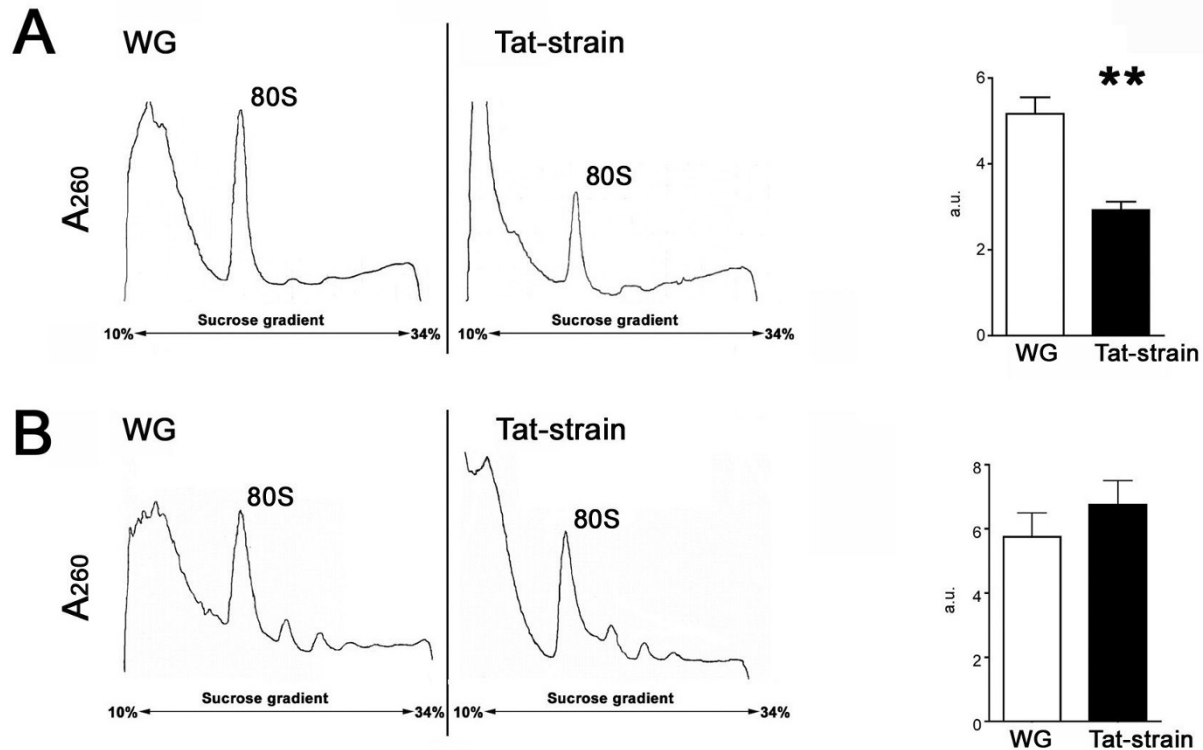 A
WG
Tat-strain
80S
80S
A260
10% Sucrose gradient 34%
10% Sucrose gradient 34%
**
6
4
2
0
a.u.
WG Tat-strain
B
WG
Tat-strain
80S
80S
A260
10% Sucrose gradient 34%
10% Sucrose gradient 34%
8
6
4
2
0
a.u.
WG Tat-strain